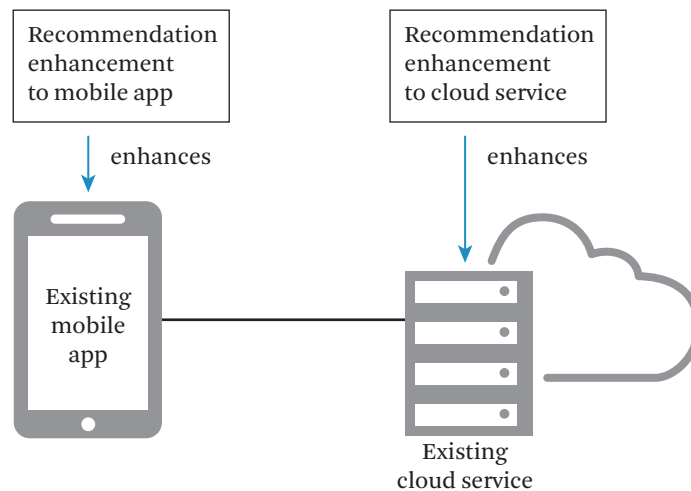 Recommendation
enhancement
to mobile app
Recommendation
enhancement
to cloud service
enhances
enhances
Existing
mobile
app
Existing
cloud service